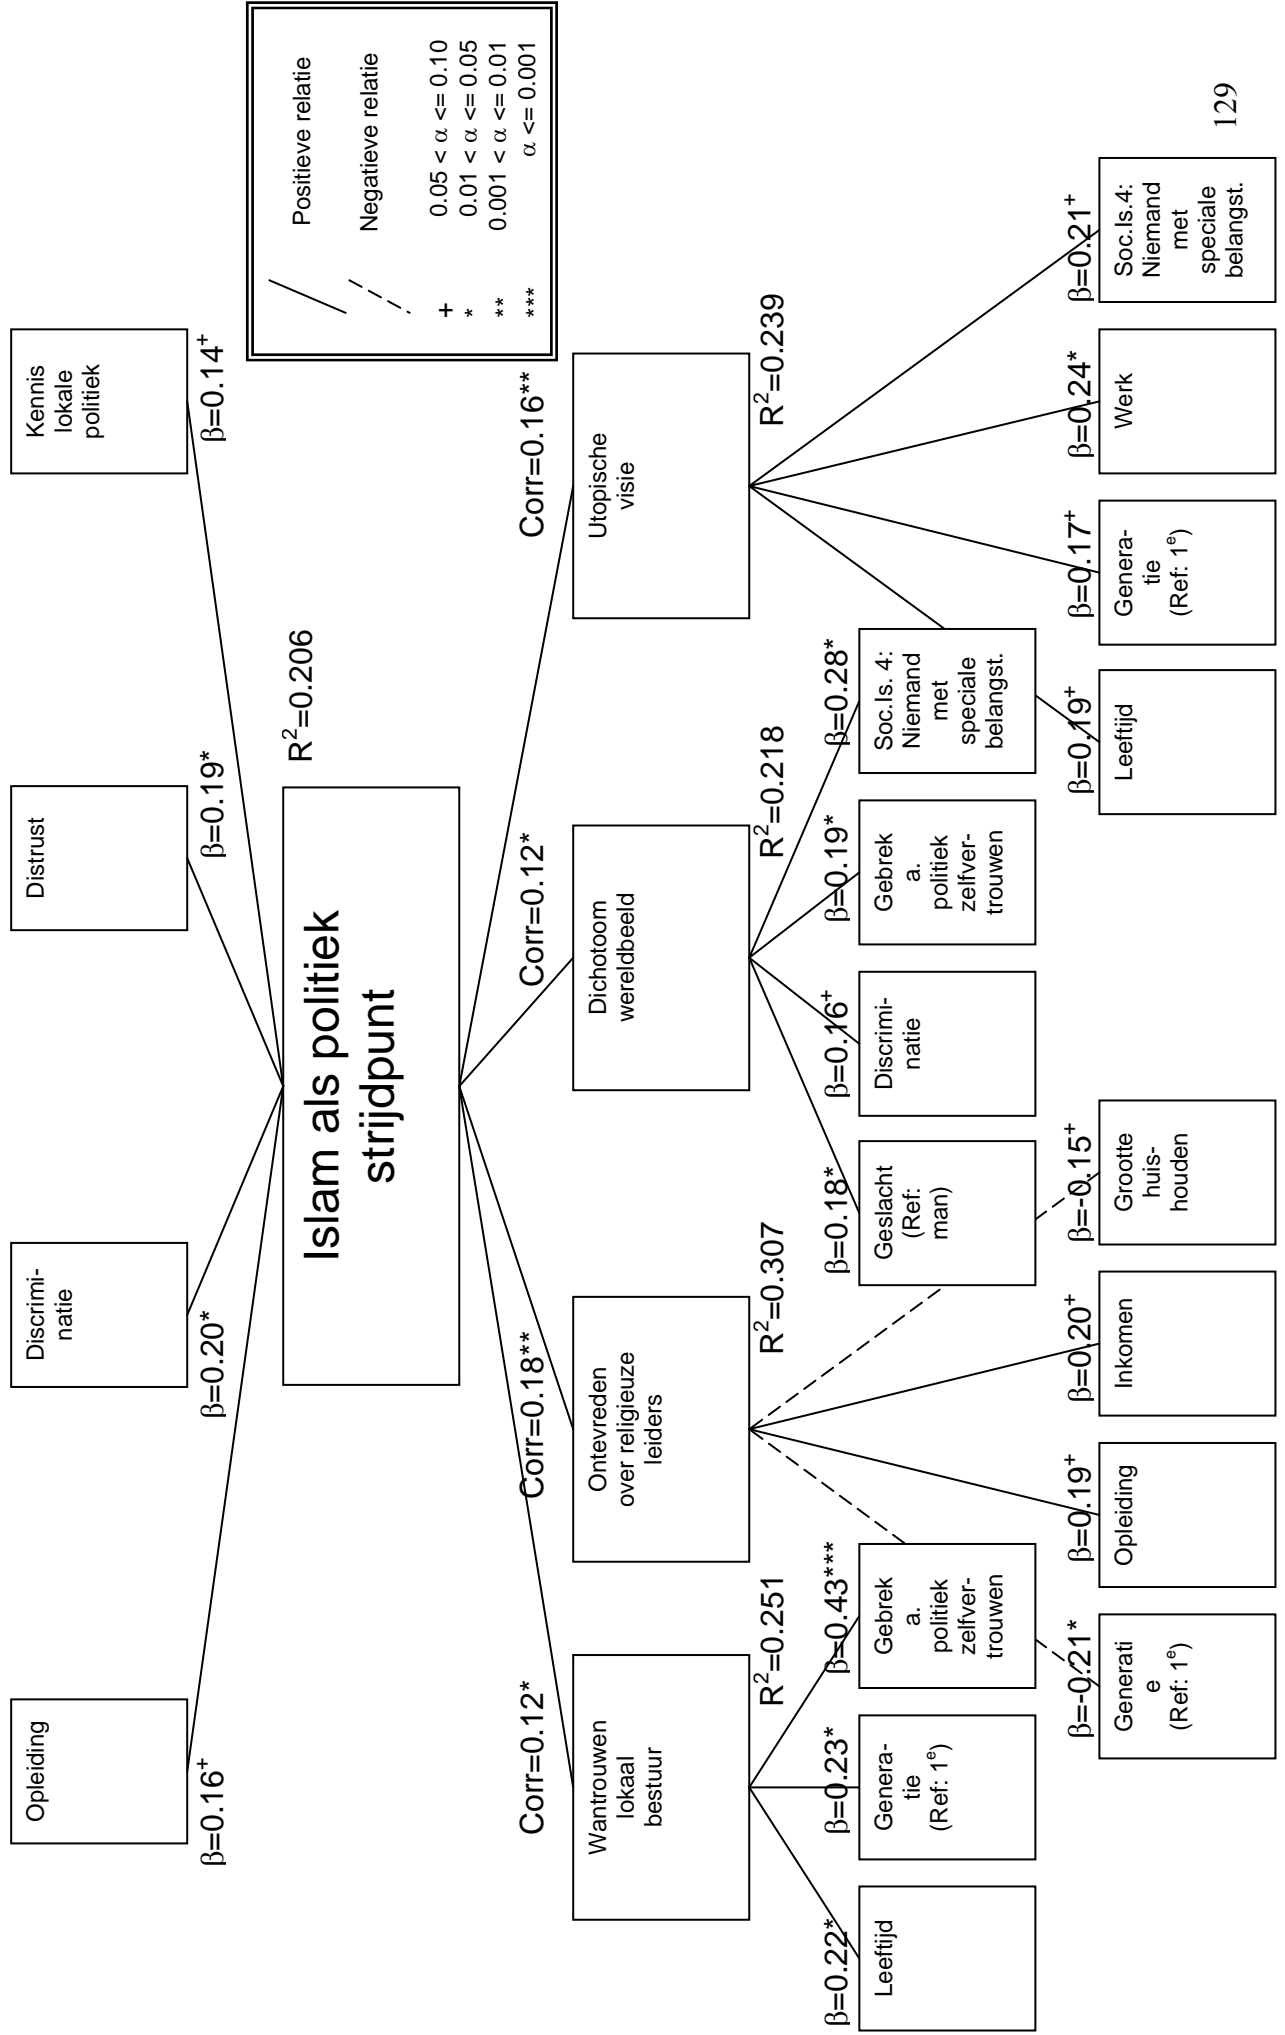 Opleiding
Discrimi-
natie
Distrust
Kennis
lokale
politiek
β=0.16+
β=0.20*
β=0.19*
β=0.14+
Islam als politiek
strijdpunt
R2=0.206
Positieve relatie
Negatieve relatie
+ 0.05 < α <= 0.10
* 0.01 < α <= 0.05
** 0.001 < α <= 0.01
*** α <= 0.001
Corr=0.12*
Corr=0.18**
Corr=0.12*
Corr=0.16**
Wantrouwen
lokaal
bestuur
Ontevreden
over religieuze
leiders
Dichotoom
wereldbeeld
Utopische
visie
R2=0.251
R2=0.307
R2=0.218
R2=0.239
β=0.22*
β=0.23*
β=0.43***
β=0.18*
β=0.16+
β=0.19*
β=0.28*
Leeftijd
Genera-
tie
(Ref: 1e)
Gebrek
a.
politiek
zelfver-
trouwen
Geslacht
(Ref:
man)
Discrimi-
natie
Gebrek
a.
politiek
zelfver-
trouwen
Soc.Is. 4:
Niemand
met
speciale
belangst.
β=-0.21*
β=0.19+
β=0.20+
β=-0.15+
β=0.19+
β=0.17+
β=0.24*
β=0.21+
Generati
e
(Ref: 1e)
Opleiding
Inkomen
Grootte
huis-
houden
Leeftijd
Genera-
tie
(Ref: 1e)
Werk
Soc.Is.4:
Niemand
met
speciale
belangst.
129